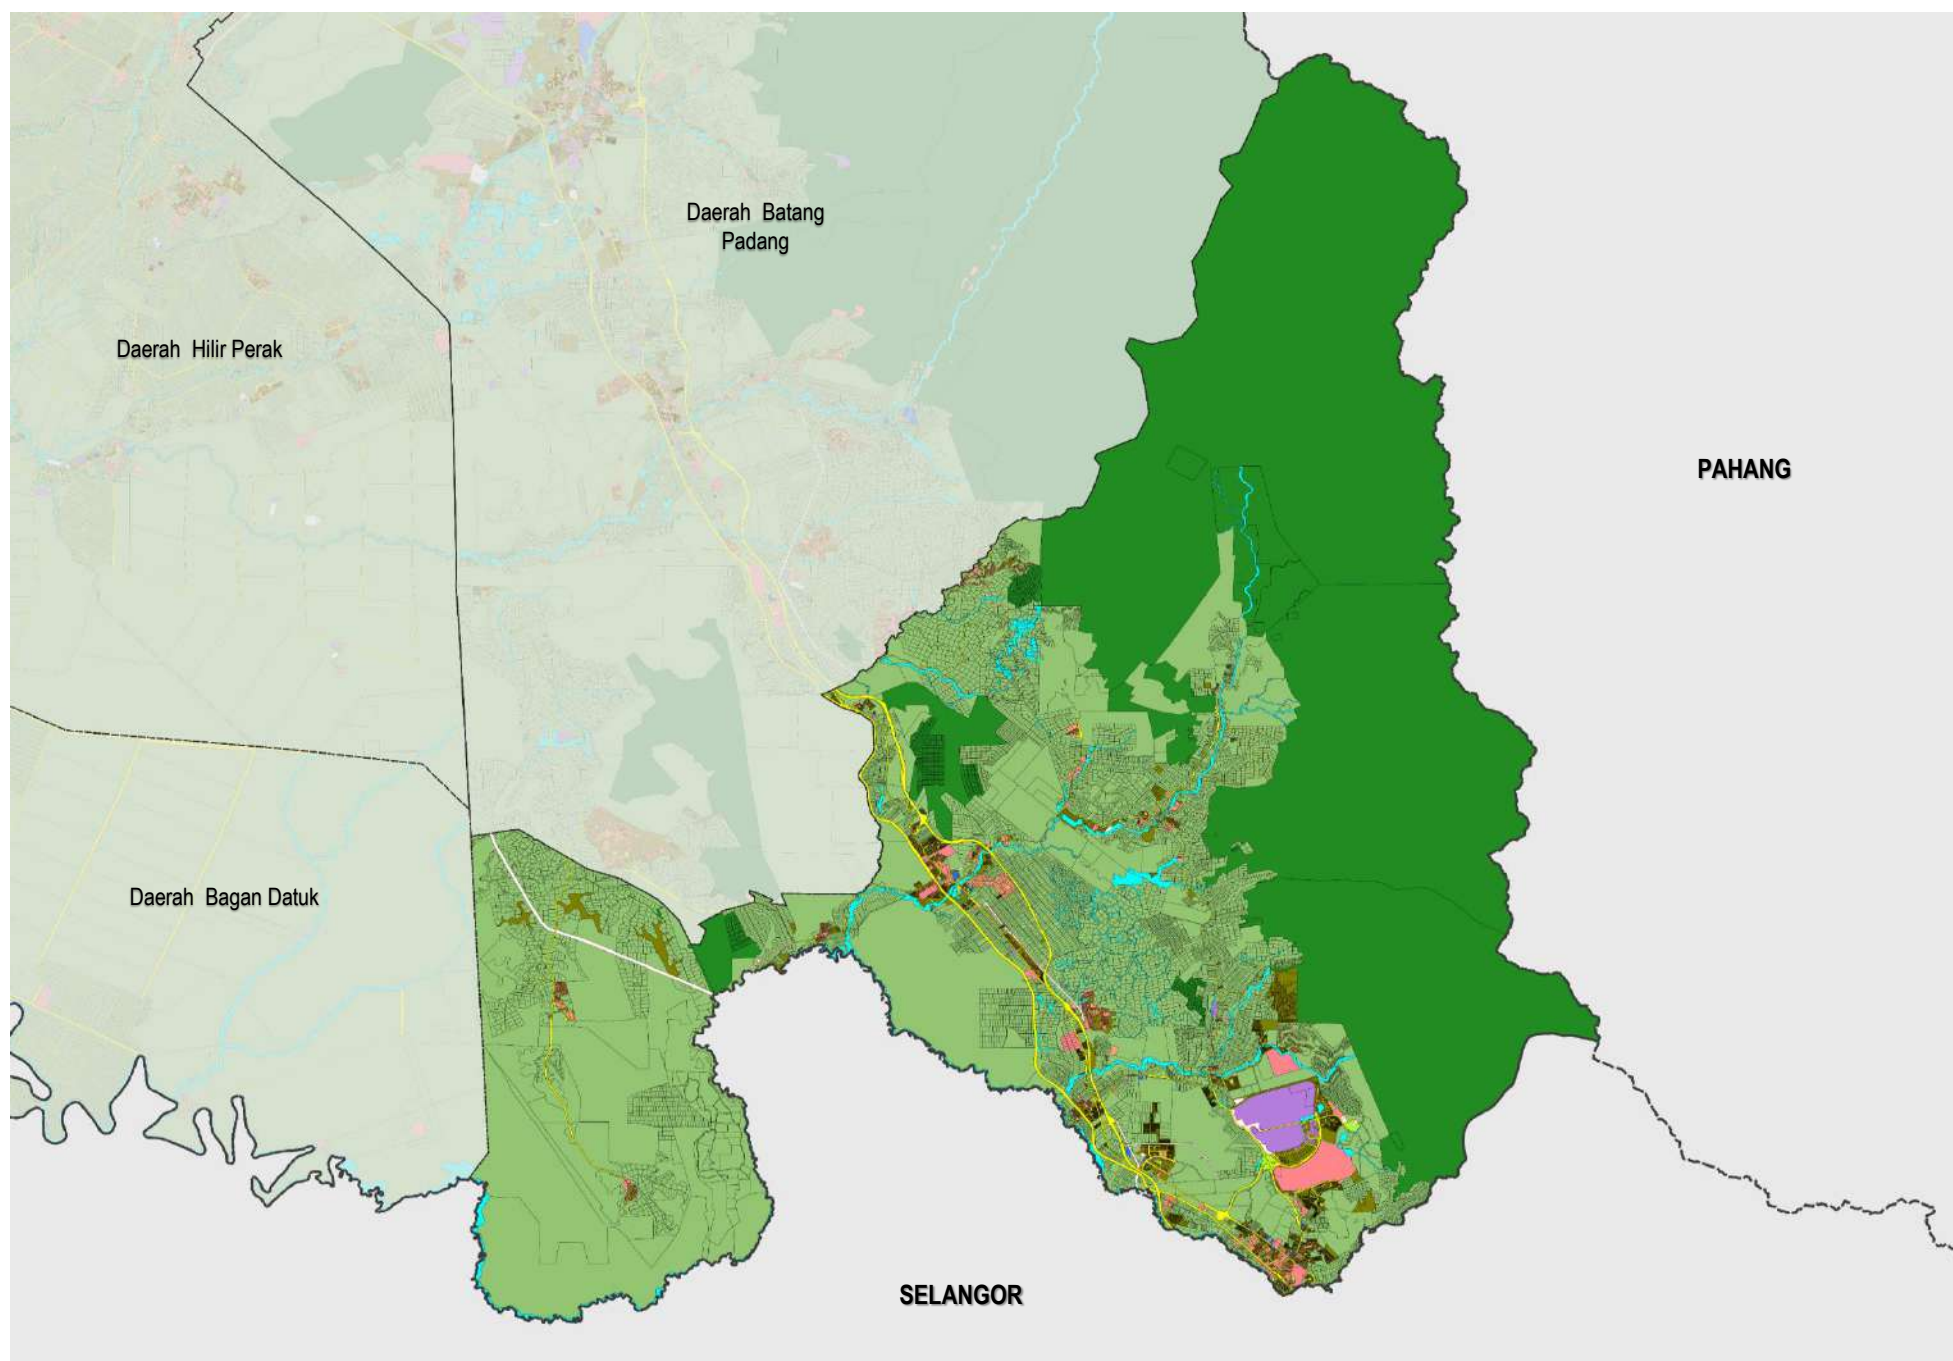 Daerah Batang
Padang
Daerah Hilir Perak
PAHANG
Daerah Bagan Datuk
SELANGOR